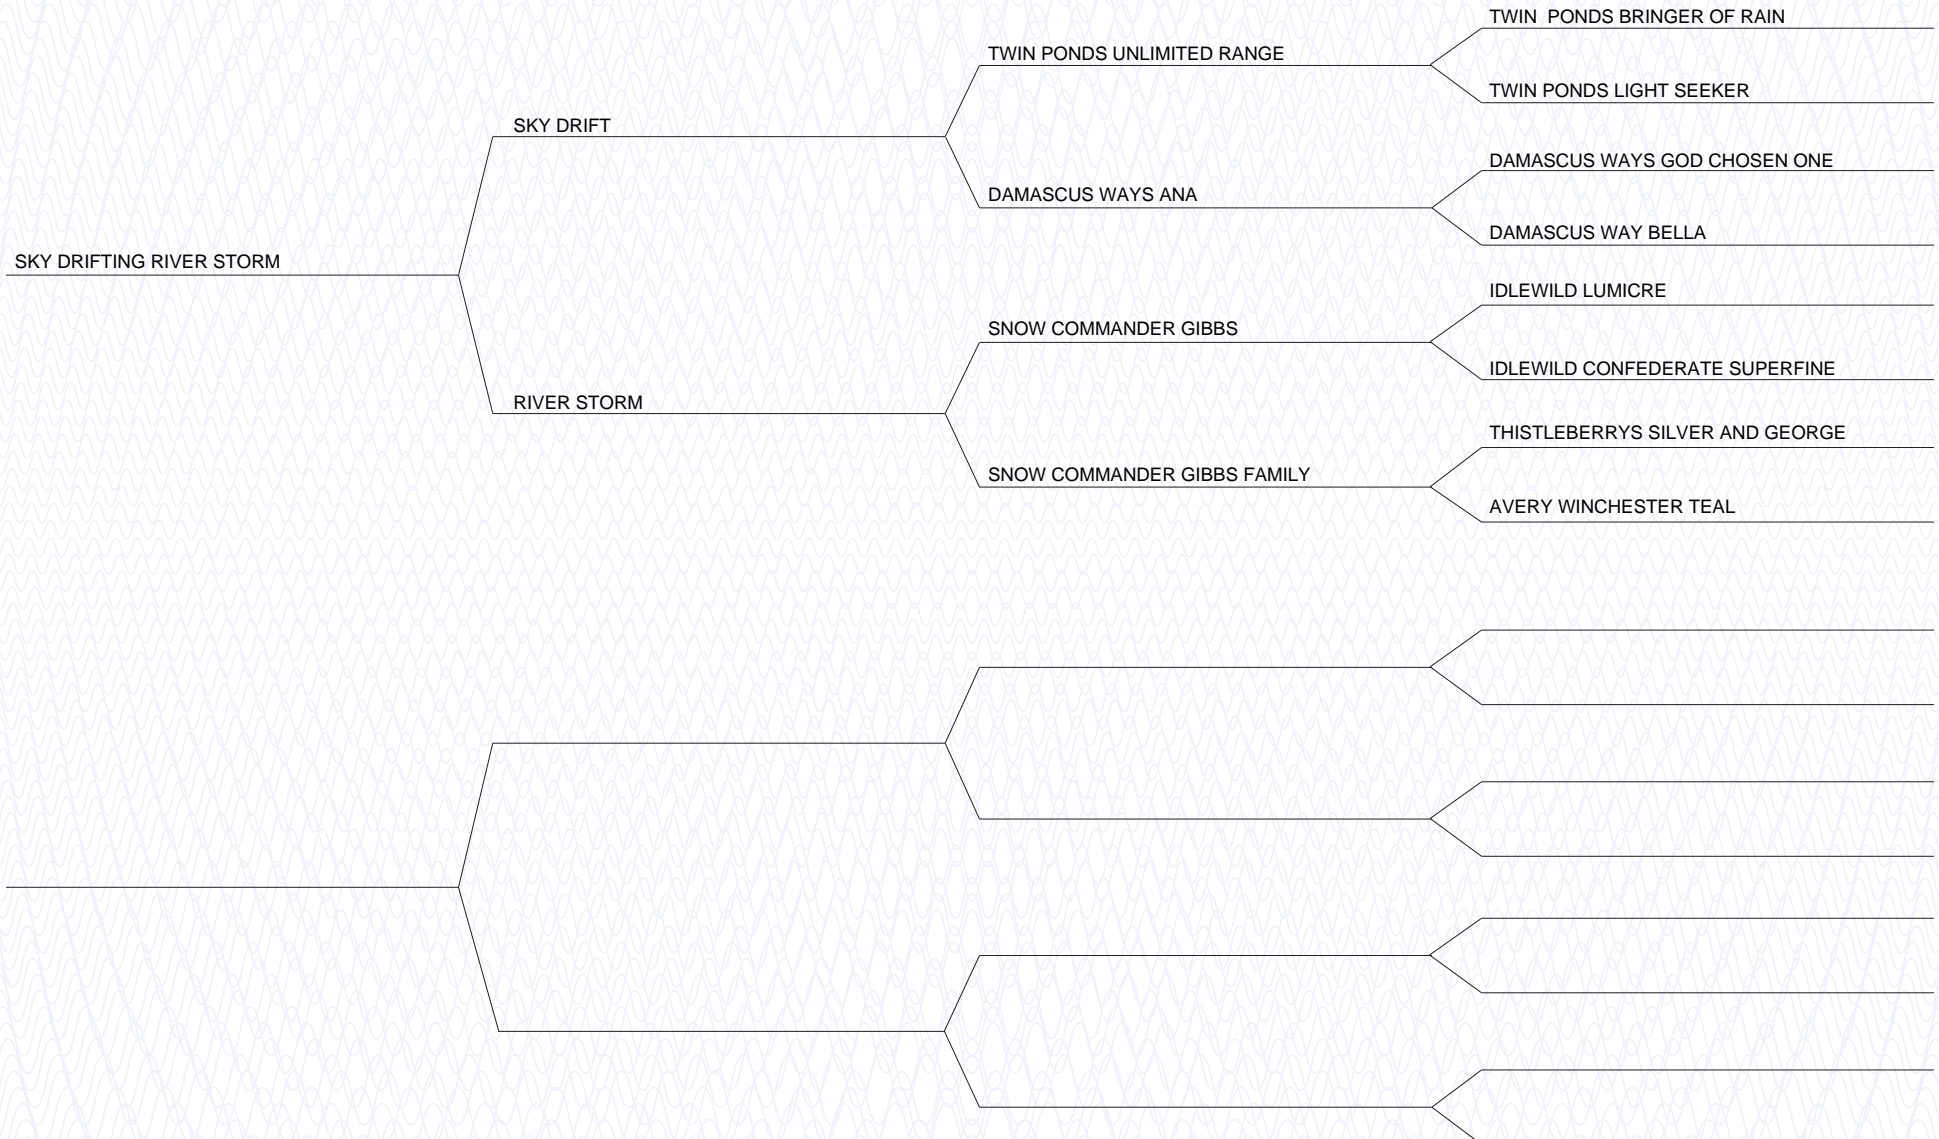 TWIN PONDS BRINGER OF RAIN
TWIN PONDS UNLIMITED RANGE
TWIN PONDS LIGHT SEEKER
SKY DRIFT
DAMASCUS WAYS GOD CHOSEN ONE
DAMASCUS WAYS ANA
DAMASCUS WAY BELLA
SKY DRIFTING RIVER STORM
IDLEWILD LUMICRE
SNOW COMMANDER GIBBS
IDLEWILD CONFEDERATE SUPERFINE
RIVER STORM
THISTLEBERRYS SILVER AND GEORGE
SNOW COMMANDER GIBBS FAMILY
AVERY WINCHESTER TEAL